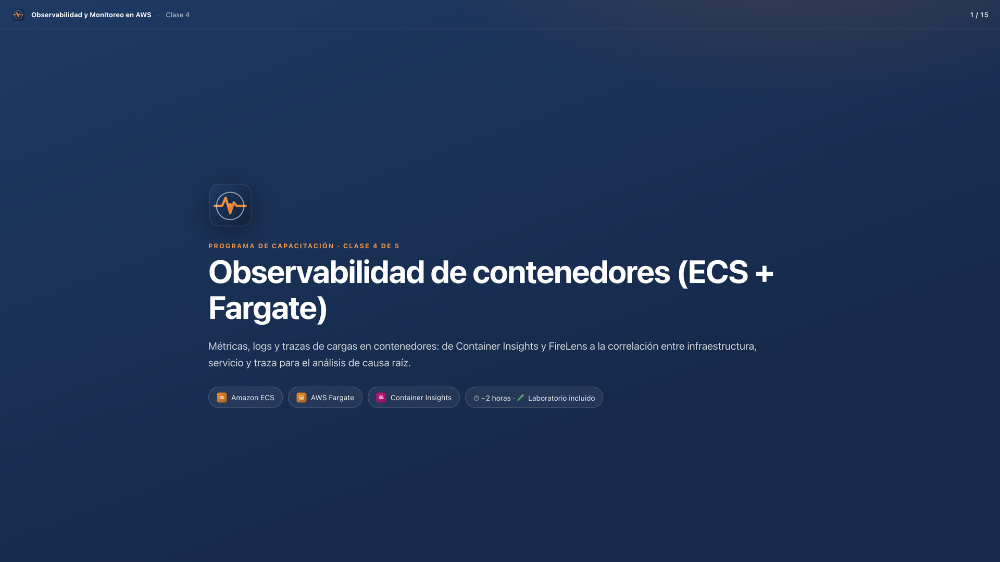 Observabilidad y Monitoreo en AWS · Clase 4
1 / 15
PROGRAMA DE CAPACITACIÓN · CLASE 4 DE 5
Observabilidad de contenedores (ECS +
Fargate)
Métricas, logs y trazas de cargas en contenedores: de Container Insights y FireLens a la correlación entre infraestructura,
servicio y traza para el análisis de causa raíz.
Amazon ECS
AWS Fargate
Container Insights
~2 horas · Laboratorio incluido